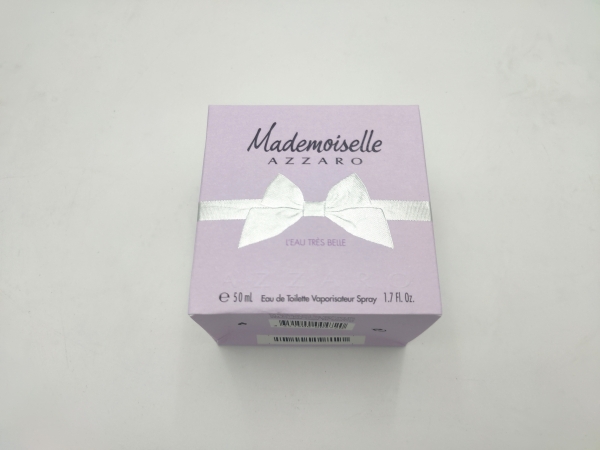 Mademoiselle
AZZARO
L'EAU TRÈS BELLE
e 50 mL Eau de Toilette Vaporisateur Spray 1.7 Fl. Oz.